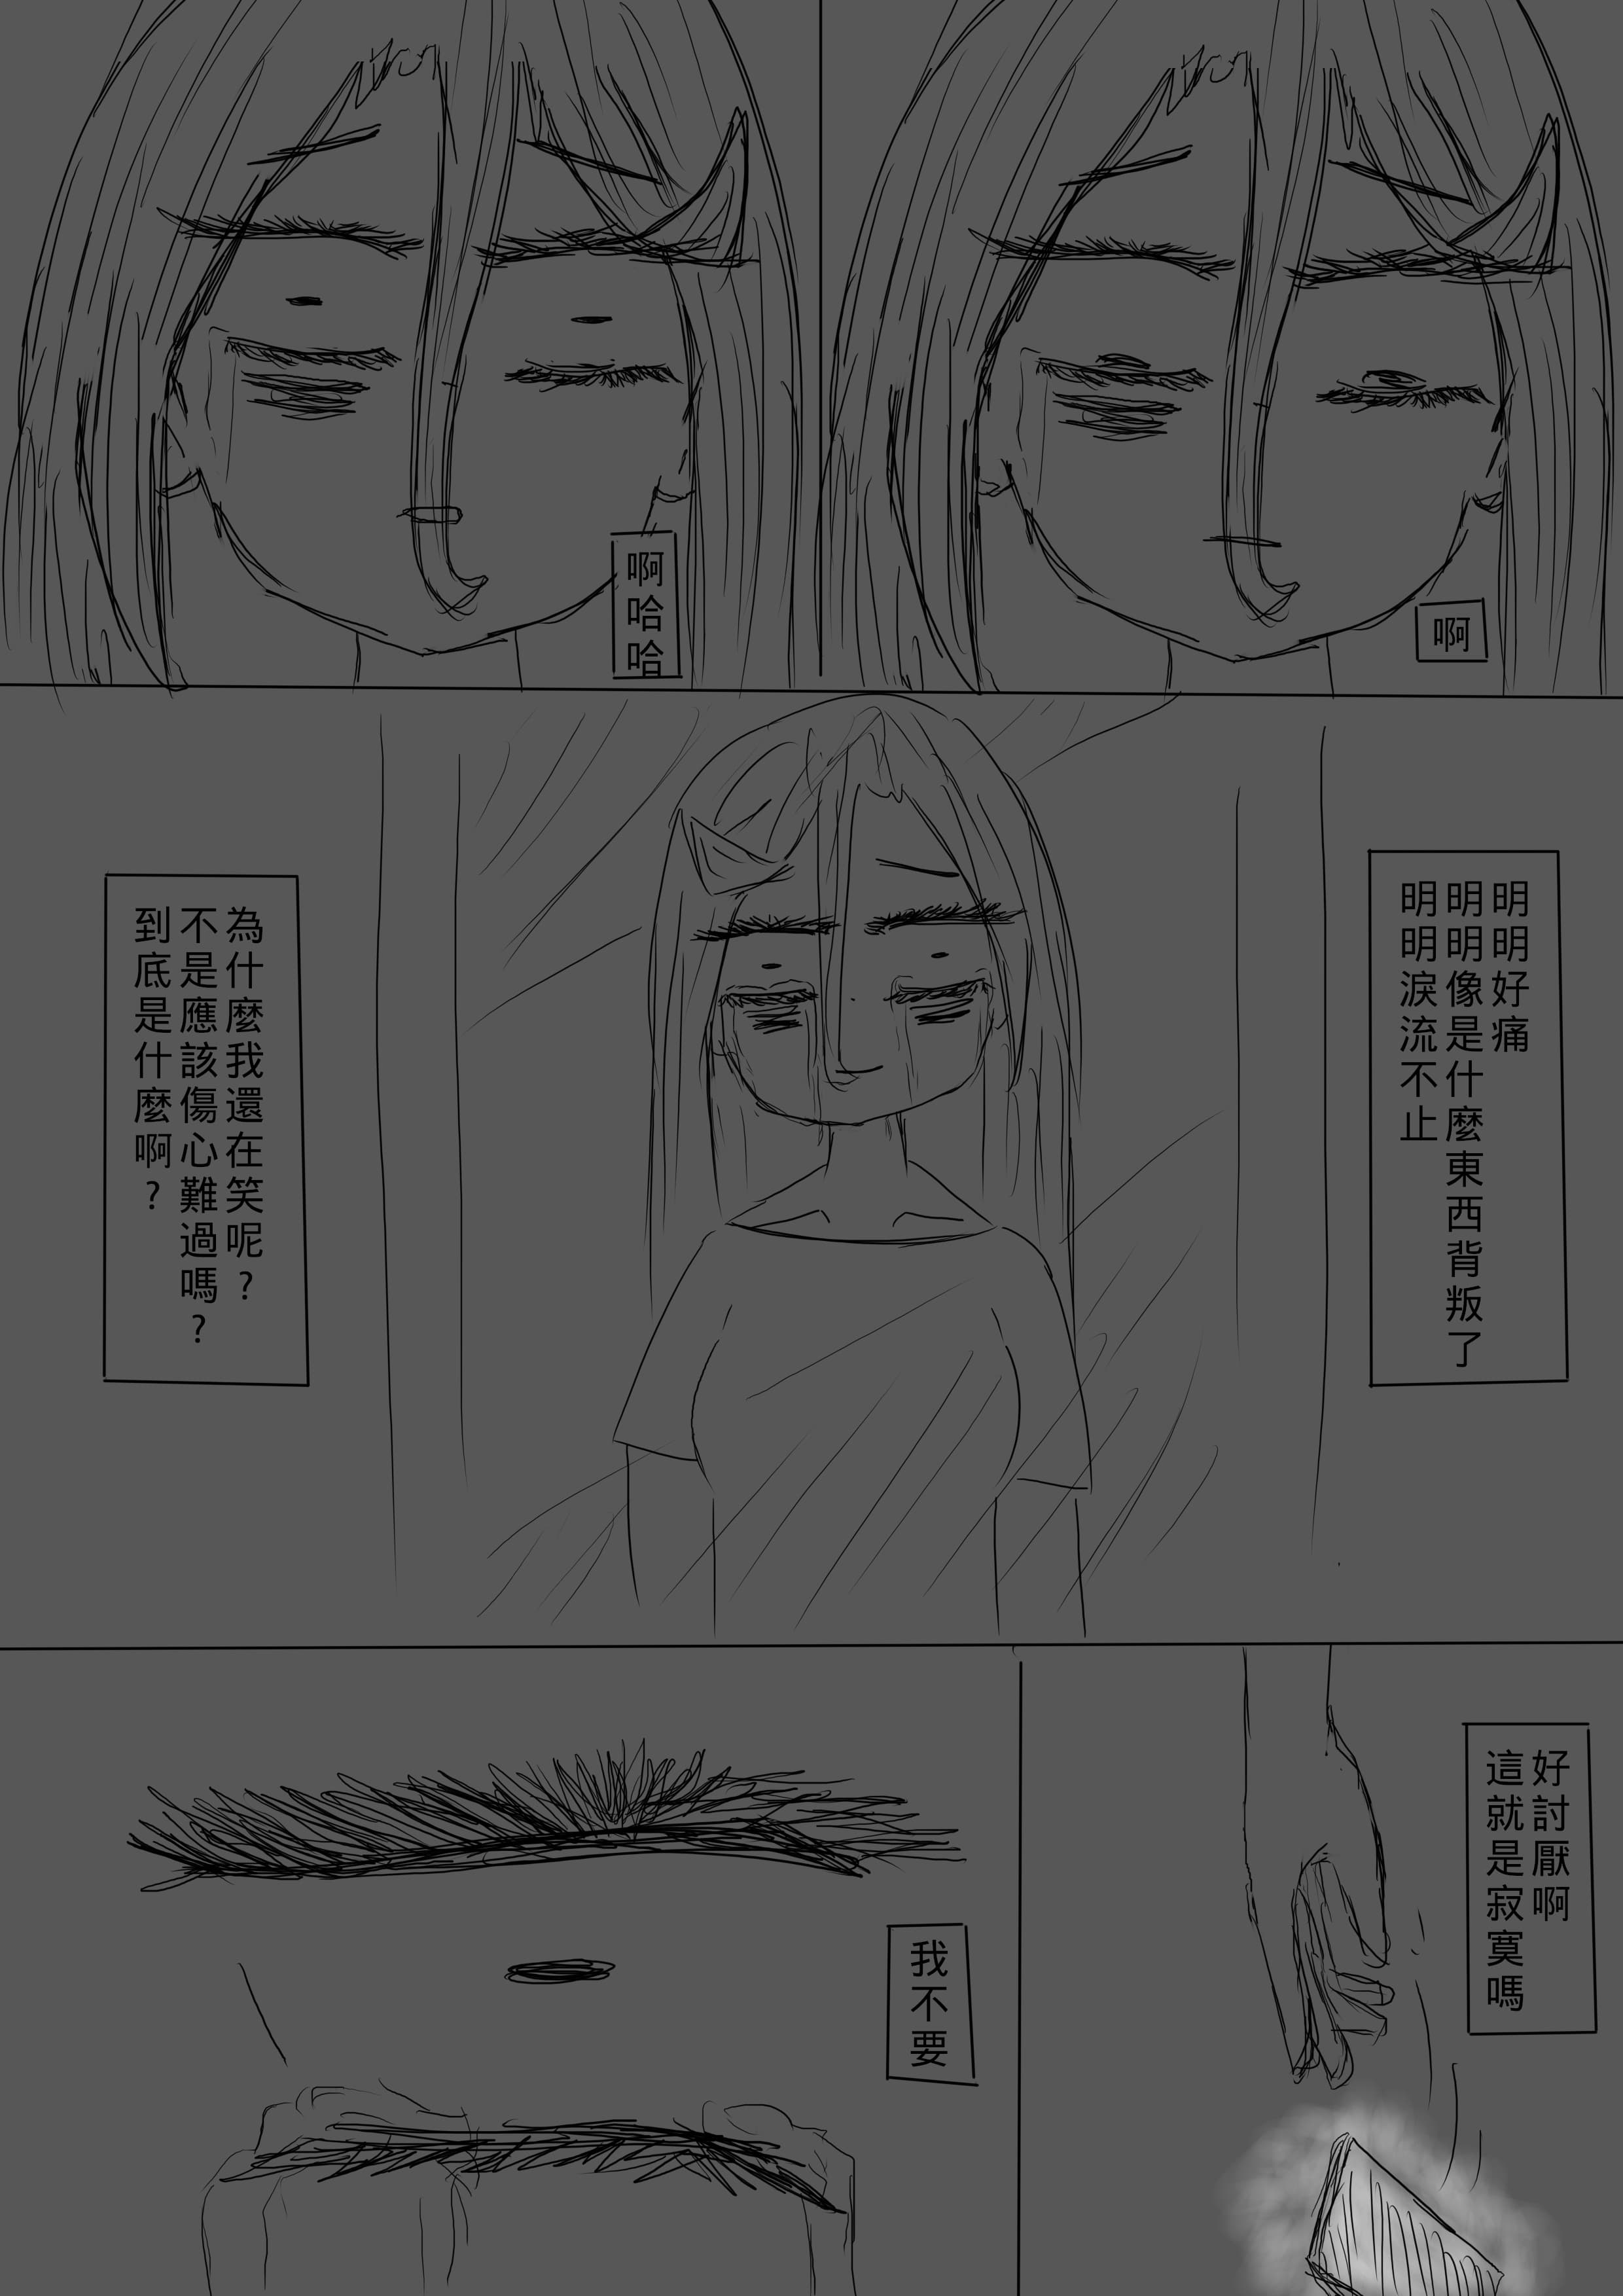 啊
啊哈哈
明明好痛
明明像是什麼東西背叛了
明明淚流不止
為什麼我還在笑呢？
不是應該傷心難過嗎？
到底是什麼啊？
好討厭啊
這就是寂寞嗎
我不要